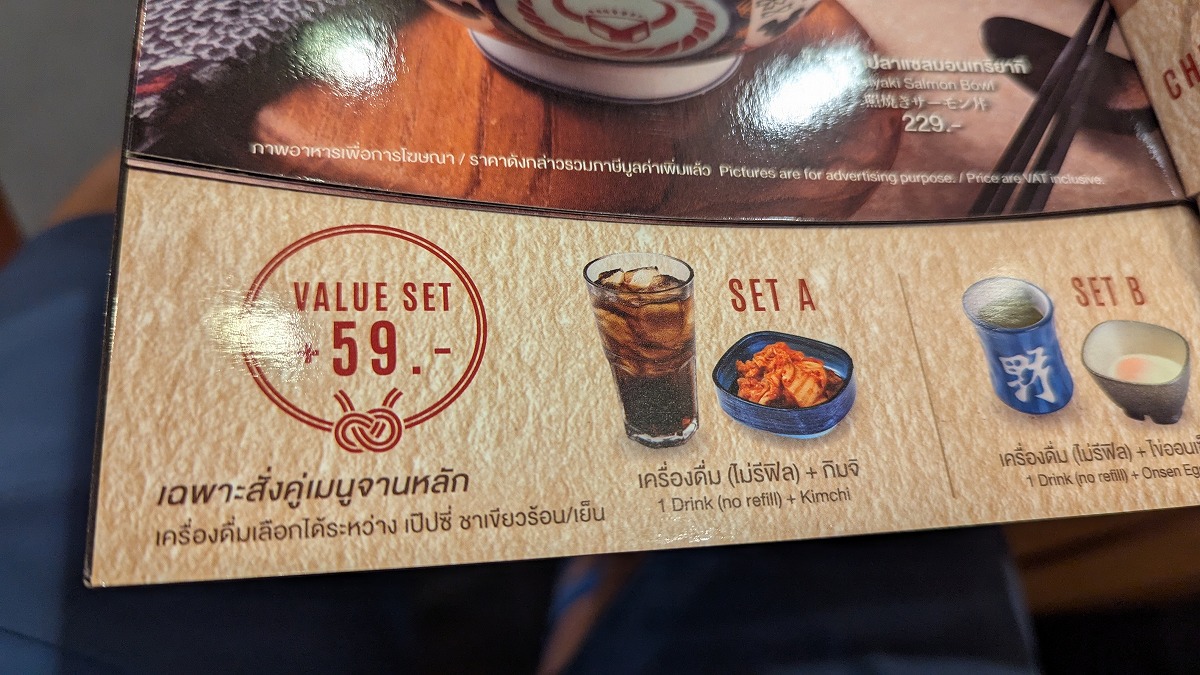 ปลาแซลมอนเทริยากิ
Salmon Bowl
照焼きサーモン丼
229.-
ภาพอาหารเพื่อการโฆษณา / ราคาดังกล่าวรวมภาษีมูลค่าเพิ่มแล้ว Pictures are for advertising purpose. / Price are VAT inclusive.
VALUE SET
+59.-
เฉพาะสั่งคู่เมนูจานหลัก
เครื่องดื่มเลือกได้ระหว่าง เป๊ปซี่ ชาเขียวร้อน/เย็น
SET A
เครื่องดื่ม (ไม่รีฟิล) + กิมจิ
1 Drink (no refill) + Kimchi
SET B
野
เครื่องดื่ม (ไม่รีฟิล) +
1 Drink (no refill) + Onsen